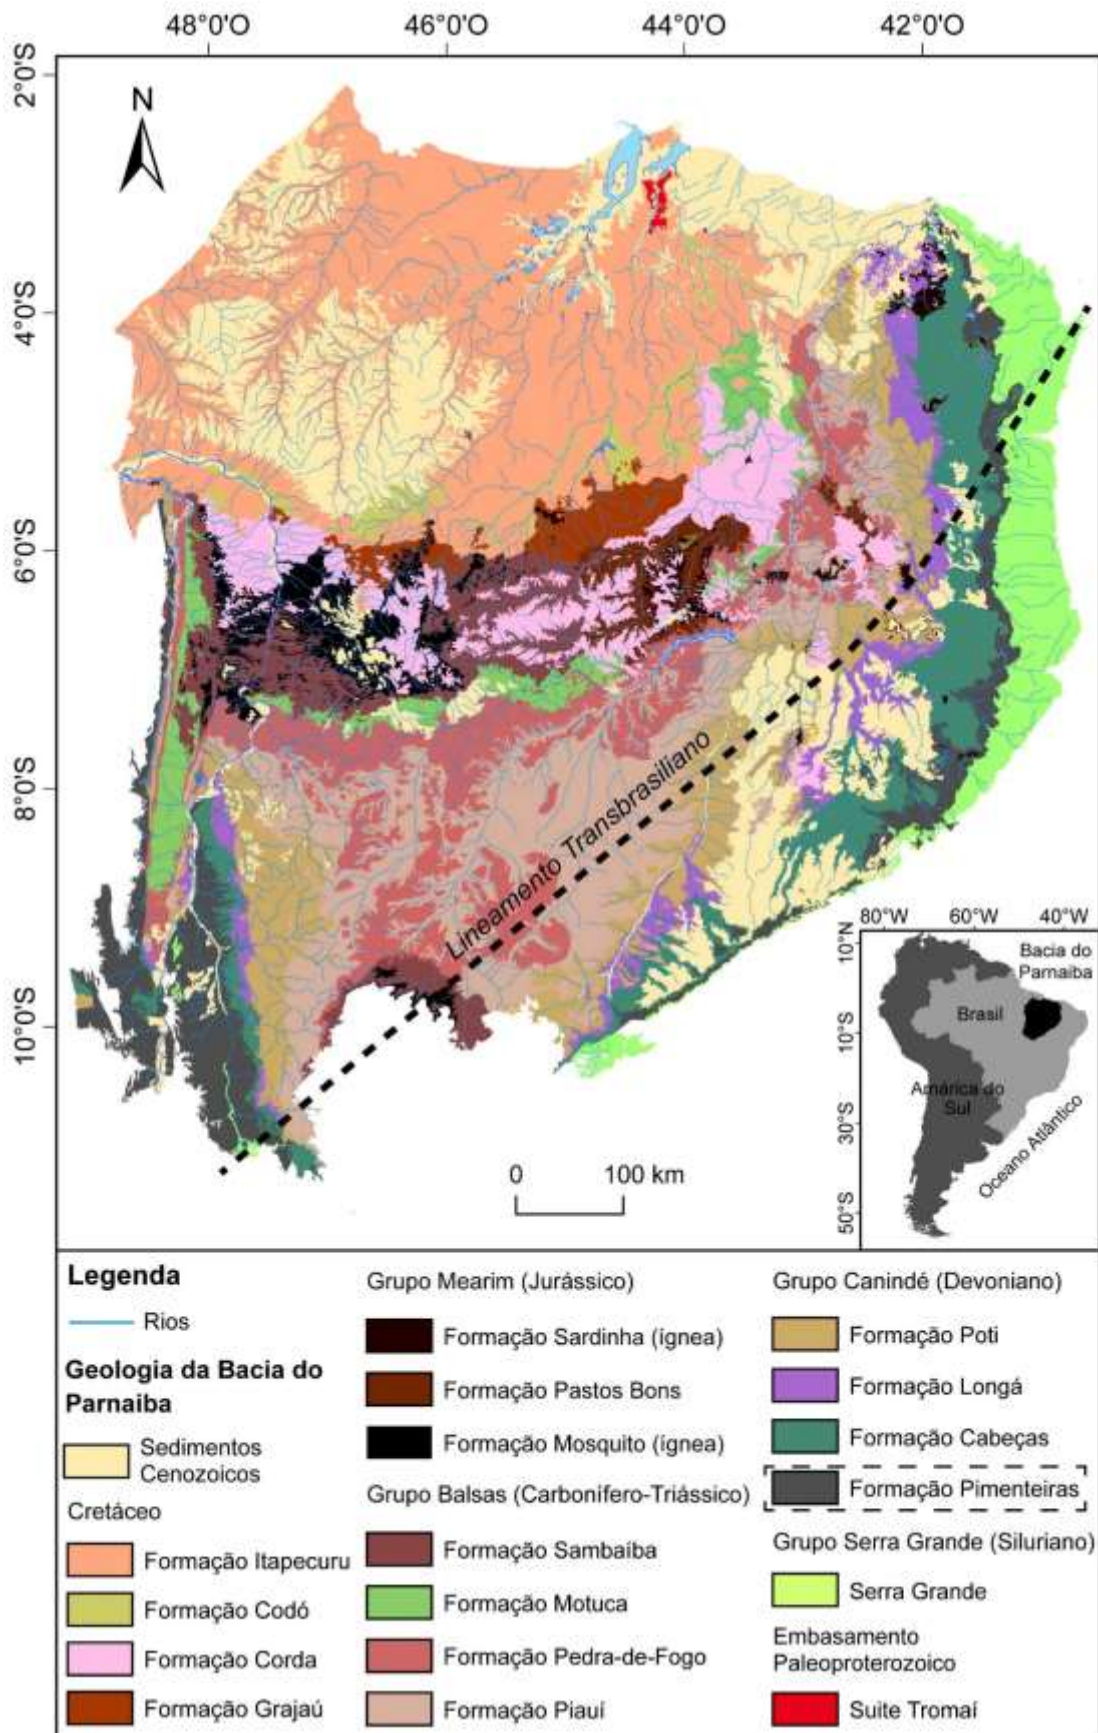 48°0'O 46°0'O 44°0'O 42°0'O
2°0'S
4°0'S
6°0'S
8°0'S
10°0'S
N
Lineamento Transbrasiliano
0 100 km
80°W 60°W 40°W
10°N
10°S
30°S
50°S
Bacia do
Parnaiba
Brasil
América do
Sul
Oceano Atlântico
Legenda
Rios
Geologia da Bacia do
Parnaiba
Sedimentos
Cenozoicos
Cretáceo
Formação Itapecuru
Formação Codó
Formação Corda
Formação Grajaú
Grupo Mearim (Jurássico)
Formação Sardinha (ígnea)
Formação Pastos Bons
Formação Mosquito (ígnea)
Grupo Balsas (Carbonífero-Triássico)
Formação Sambaíba
Formação Motuca
Formação Pedra-de-Fogo
Formação Piauí
Grupo Canindé (Devoniano)
Formação Poti
Formação Longá
Formação Cabeças
Formação Pimenteiras
Grupo Serra Grande (Siluriano)
Serra Grande
Embasamento
Paleoproterozoico
Suite Tromaí